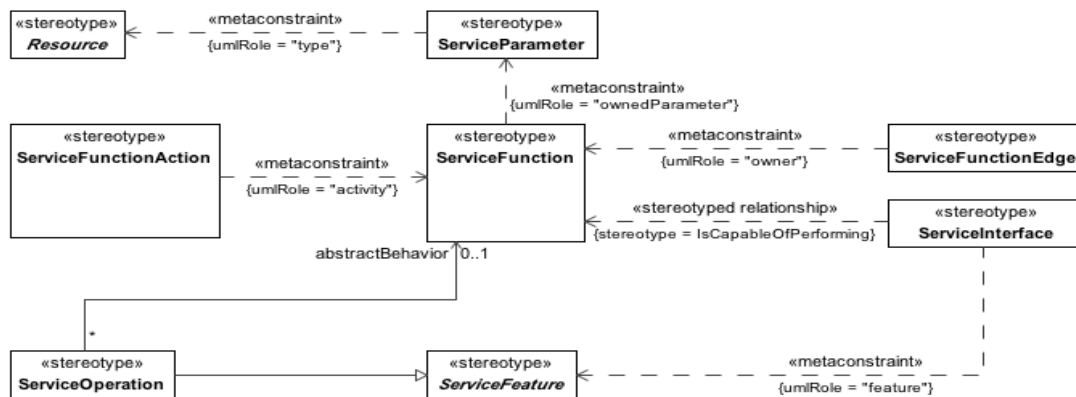 «stereotype»
Resource
«metaconstraint»
{umlRole = "type"}
«stereotype»
ServiceParameter
«metaconstraint»
{umlRole = "ownedParameter"}
«stereotype»
ServiceFunctionAction
«metaconstraint»
{umlRole = "activity"}
«stereotype»
ServiceFunction
«metaconstraint»
{umlRole = "owner"}
«stereotype»
ServiceFunctionEdge
«stereotyped relationship»
{stereotype = IsCapableOfPerforming}
«stereotype»
ServiceInterface
abstractBehavior 0..1
*
«stereotype»
ServiceOperation
«stereotype»
ServiceFeature
«metaconstraint»
{umlRole = "feature"}